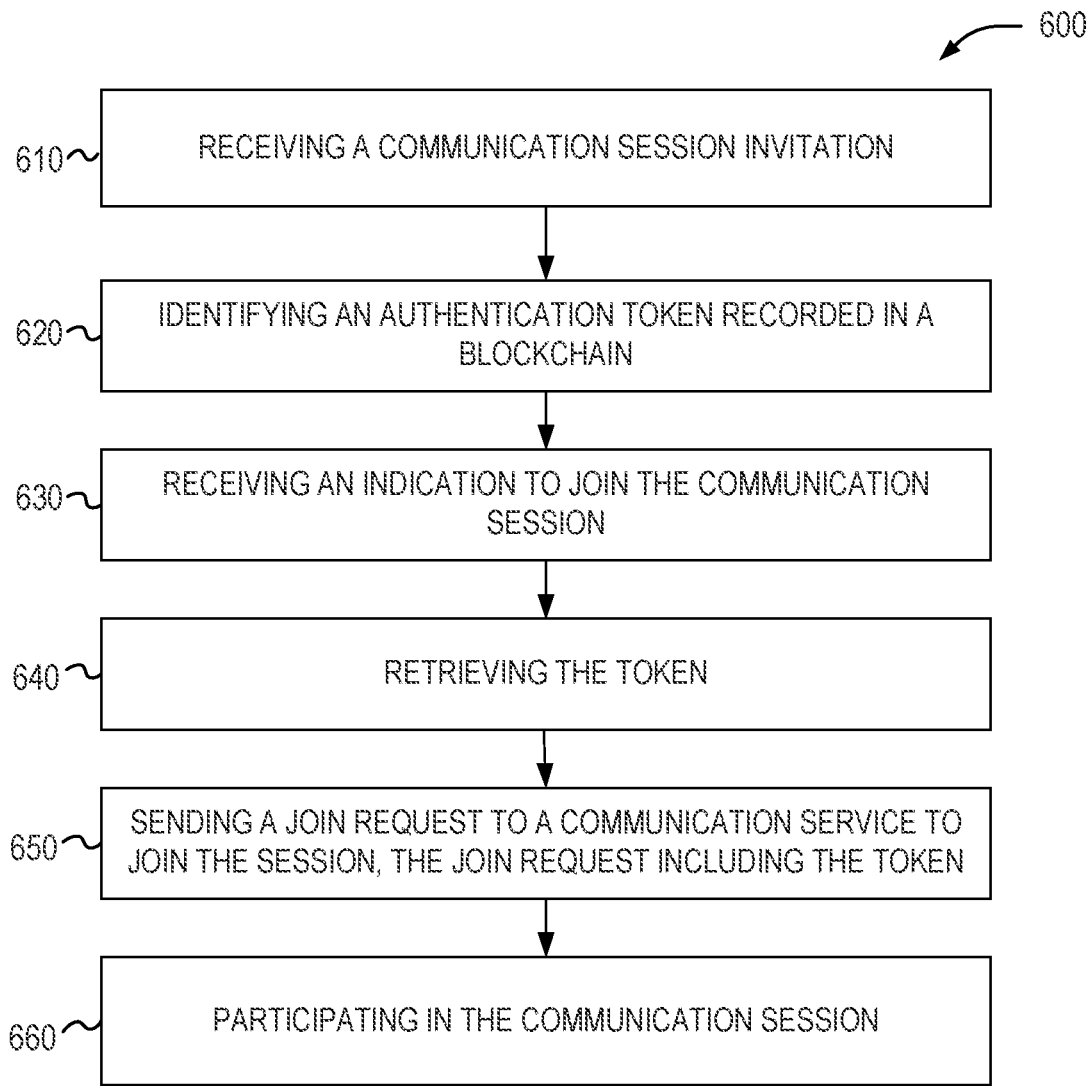 600
610
RECEIVING A COMMUNICATION SESSION INVITATION
620
IDENTIFYING AN AUTHENTICATION TOKEN RECORDED IN A
BLOCKCHAIN
630
RECEIVING AN INDICATION TO JOIN THE COMMUNICATION
SESSION
640
RETRIEVING THE TOKEN
650
SENDING A JOIN REQUEST TO A COMMUNICATION SERVICE TO
JOIN THE SESSION, THE JOIN REQUEST INCLUDING THE TOKEN
660
PARTICIPATING IN THE COMMUNICATION SESSION